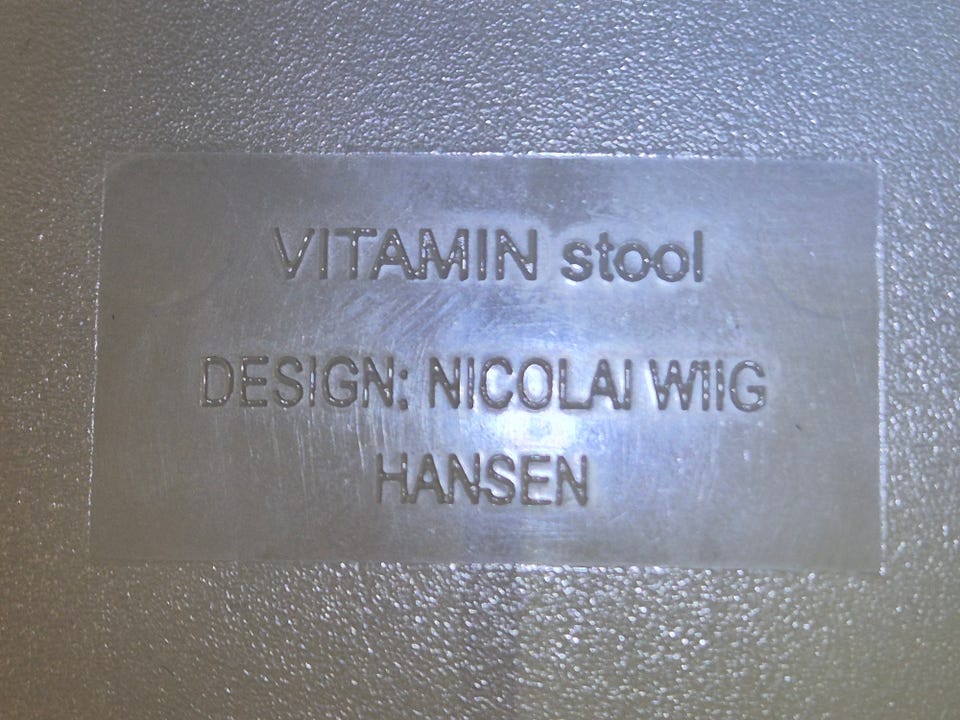 VITAMIN stool
DESIGN: NICOLAI WIIG
HANSEN